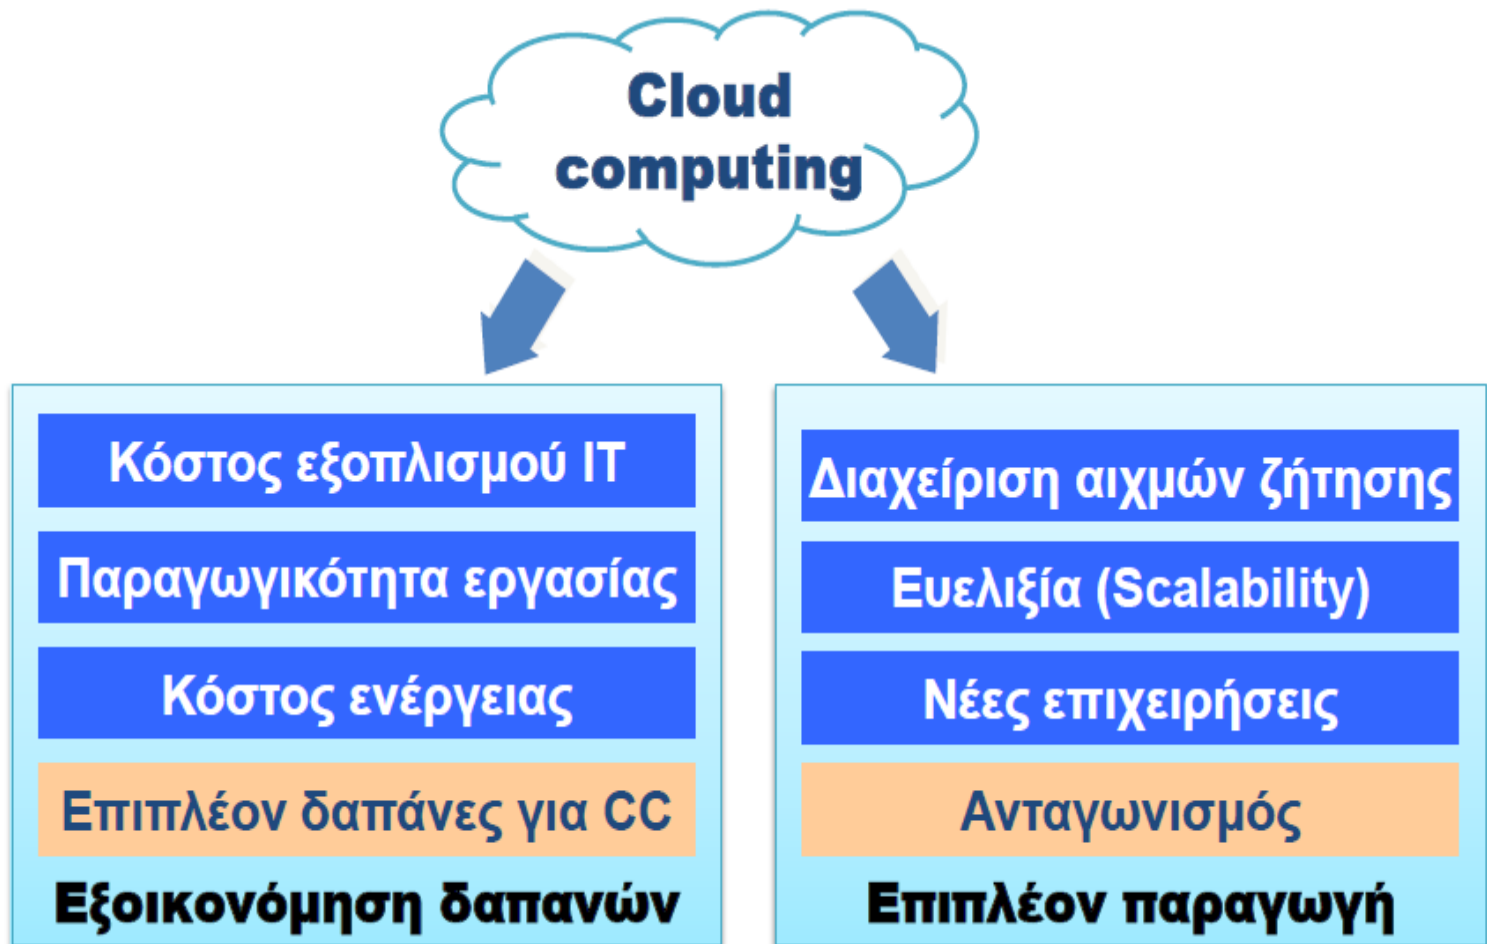 Cloud
computing
Κόστος εξοπλισμού IT
Παραγωγικότητα εργασίας
Κόστος ενέργειας
Επιπλέον δαπάνες για CC
Εξοικονόμηση δαπανών
Διαχείριση αιχμών ζήτησης
Ευελιξία (Scalability)
Νέες επιχειρήσεις
Ανταγωνισμός
Επιπλέον παραγωγή